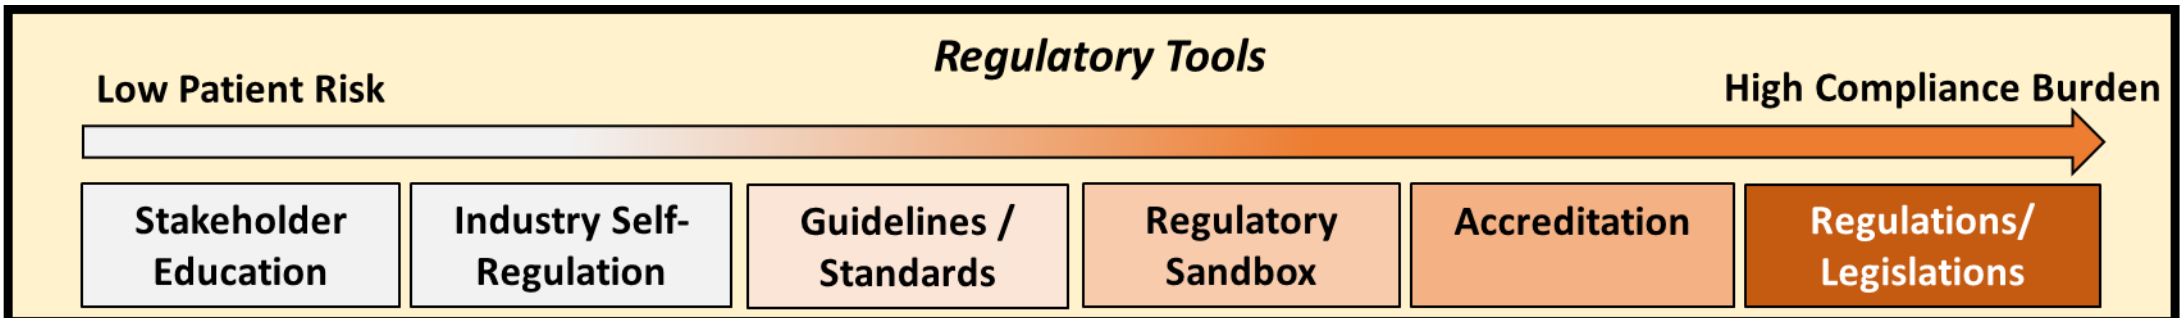 Regulatory Tools
Low Patient Risk
High Compliance Burden
Stakeholder
Education
Industry Self-
Regulation
Guidelines /
Standards
Regulatory
Sandbox
Accreditation
Regulations/
Legislations